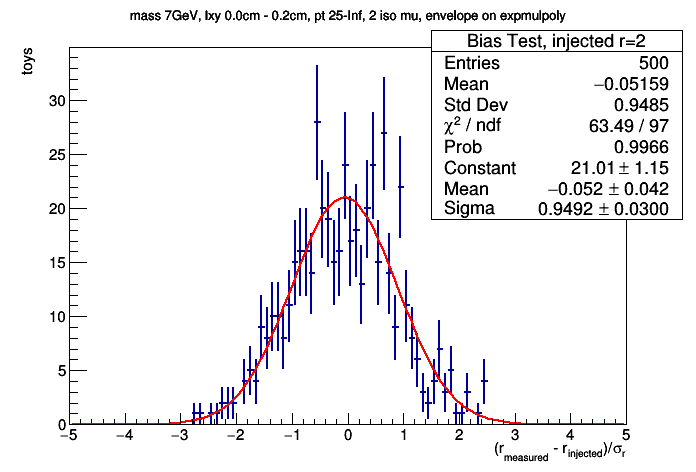 mass 7GeV, lxy 0.0cm - 0.2cm, pt 25-Inf, 2 iso mu, envelope on expmulpoly
Bias Test, injected r=2
Entries 500
Mean −0.05159
Std Dev 0.9485
χ² / ndf 63.49 / 97
Prob 0.9966
Constant 21.01 ± 1.15
Mean −0.052 ± 0.042
Sigma 0.9492 ± 0.0300
toys
30
25
20
15
10
5
0
−5 −4 −3 −2 −1 0 1 2 3 4 5
(r_measured - r_injected)/σ_r